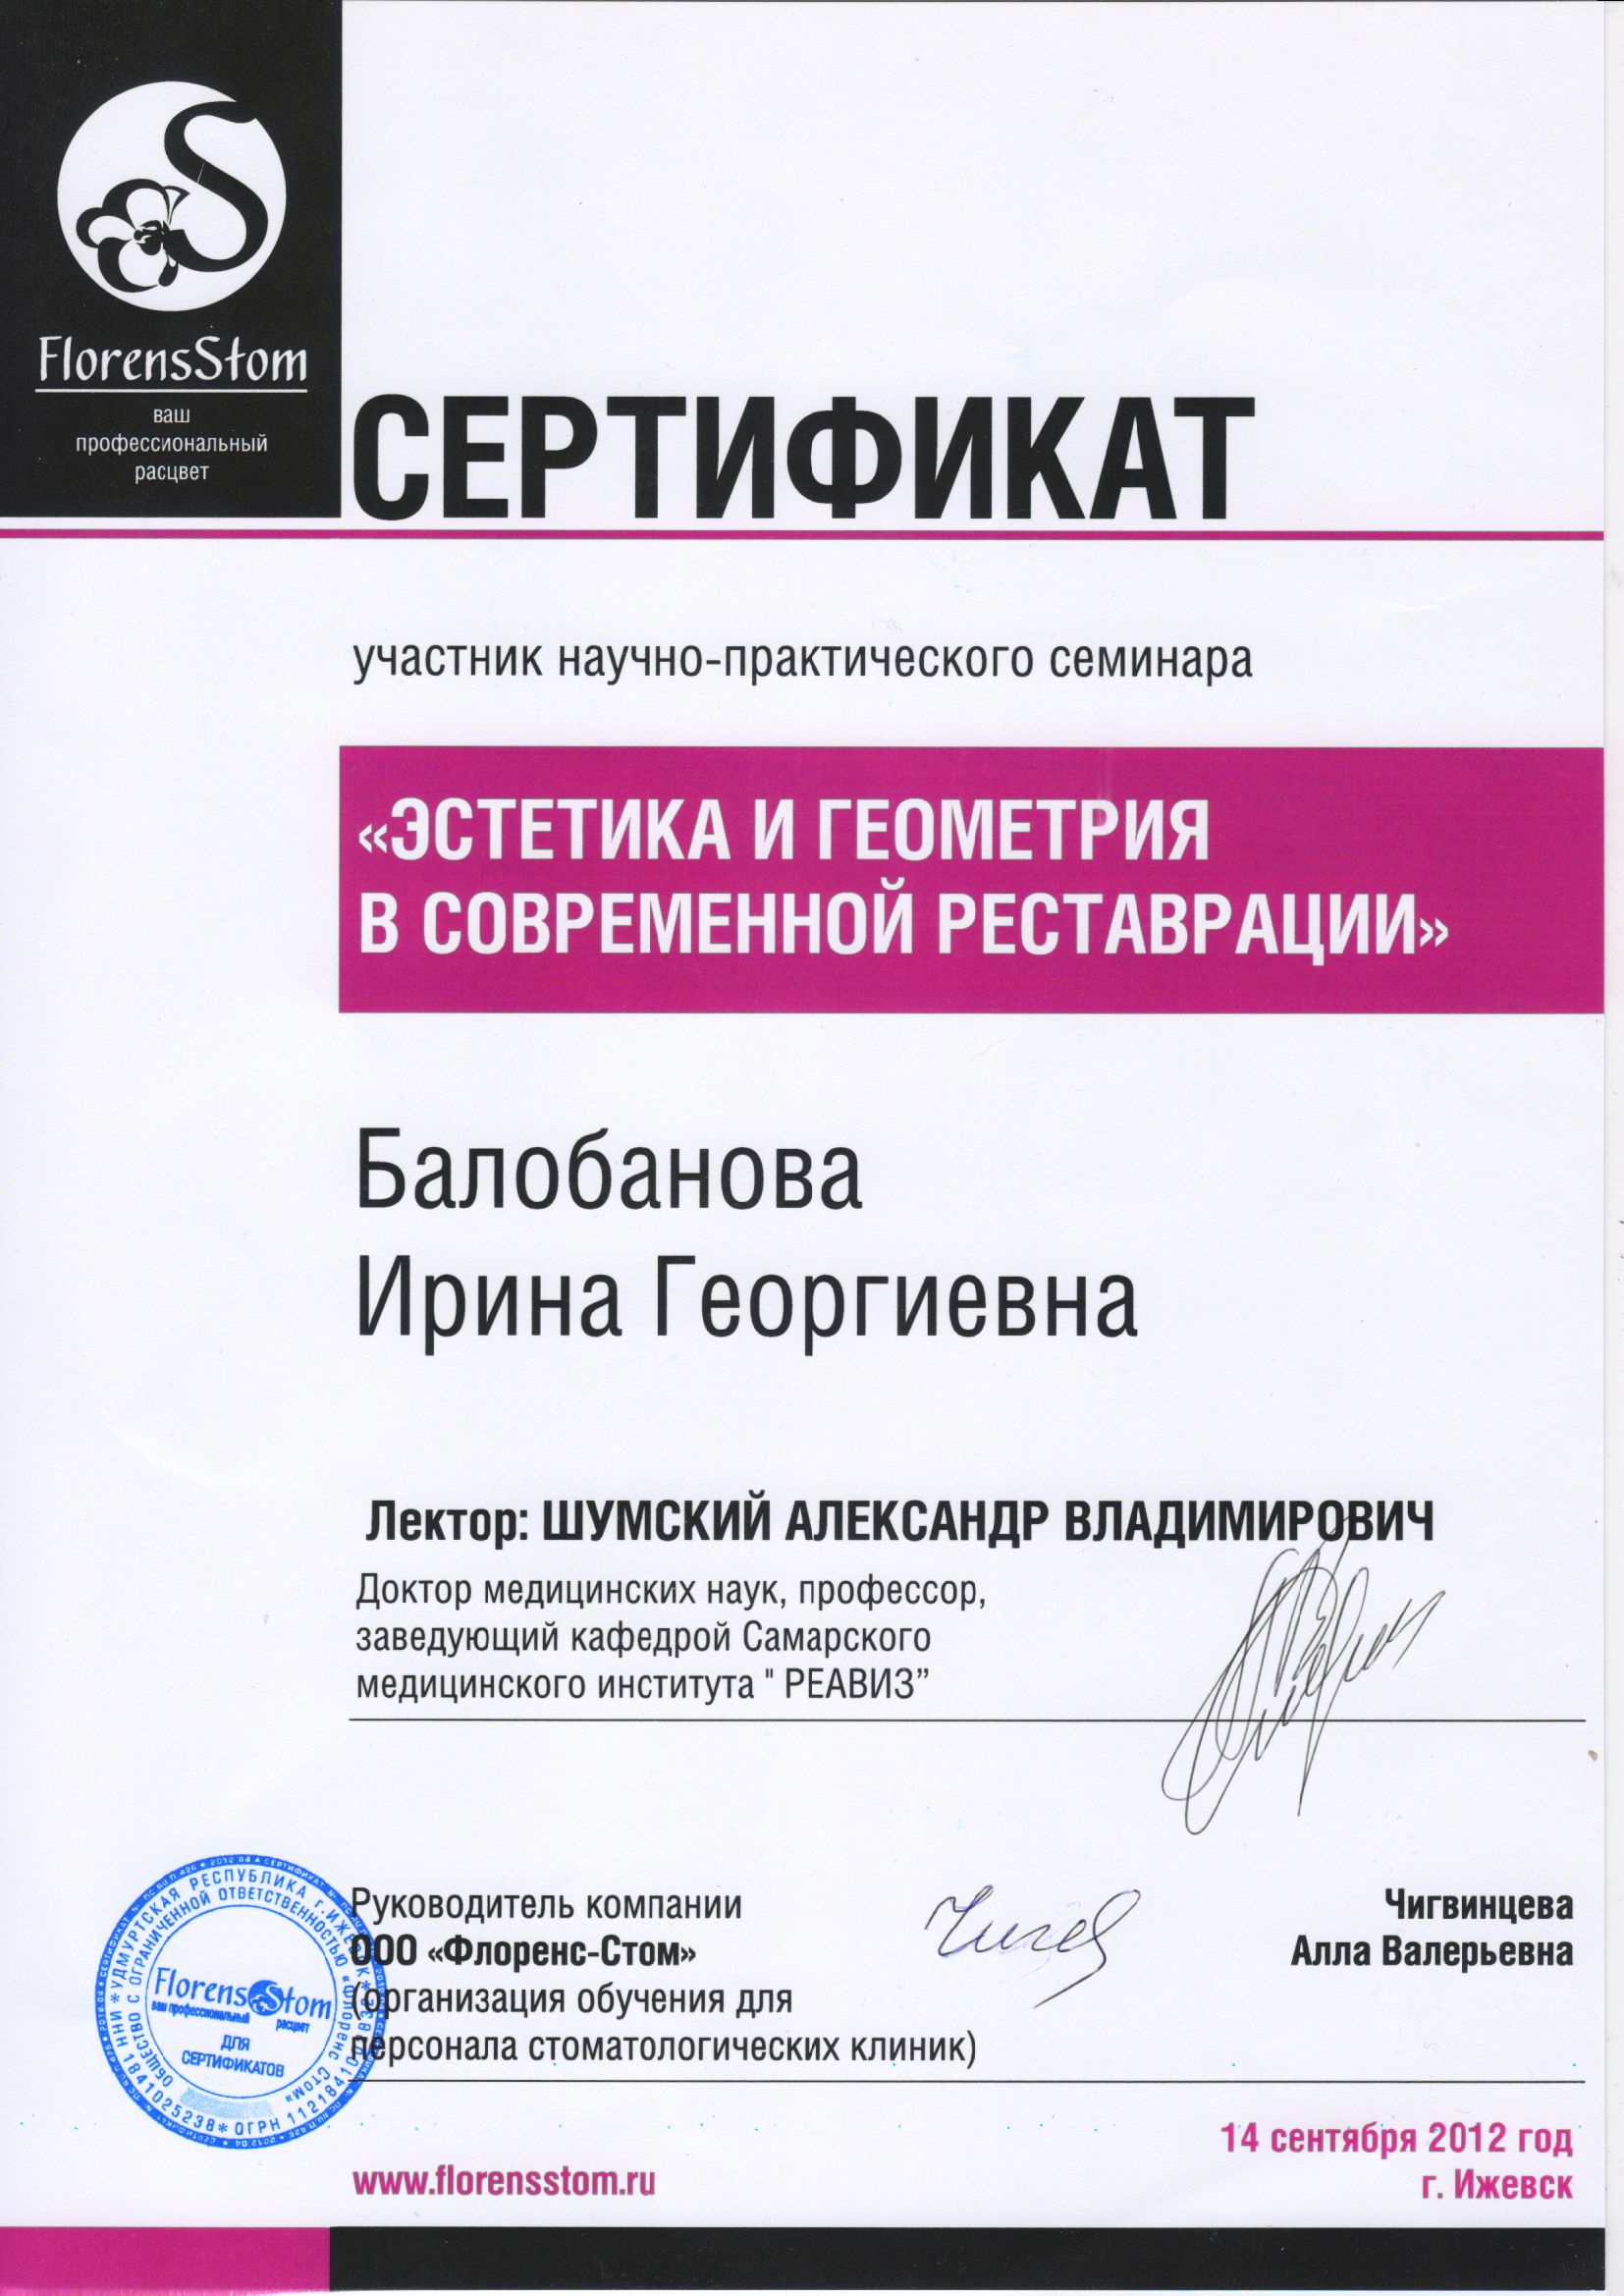 FlorensStom
ваш
профессиональный
расцвет
СЕРТИФИКАТ
участник научно-практического семинара
«ЭСТЕТИКА И ГЕОМЕТРИЯ
В СОВРЕМЕННОЙ РЕСТАВРАЦИИ»
Балобанова
Ирина Георгиевна
Лектор: ШУМСКИЙ АЛЕКСАНДР ВЛАДИМИРОВИЧ
Доктор медицинских наук, профессор,
заведующий кафедрой Самарского
медицинского института " РЕАВИЗ”
Руководитель компании
ООО «Флоренс-Стом»
(организация обучения для
персонала стоматологических клиник)
Чигвинцева
Алла Валерьевна
УДМУРТСКАЯ РЕСПУБЛИКА Г. ИЖЕВСК
ОБЩЕСТВО С ОГРАНИЧЕННОЙ ОТВЕТСТВЕННОСТЬЮ «Флоренс Стом»
ИНН 1841025238* ОГРН
FlorensStom
ваш профессиональный
расцвет
ДЛЯ
СЕРТИФИКАТОВ
14 сентября 2012 год
г. Ижевск
www.florensstom.ru